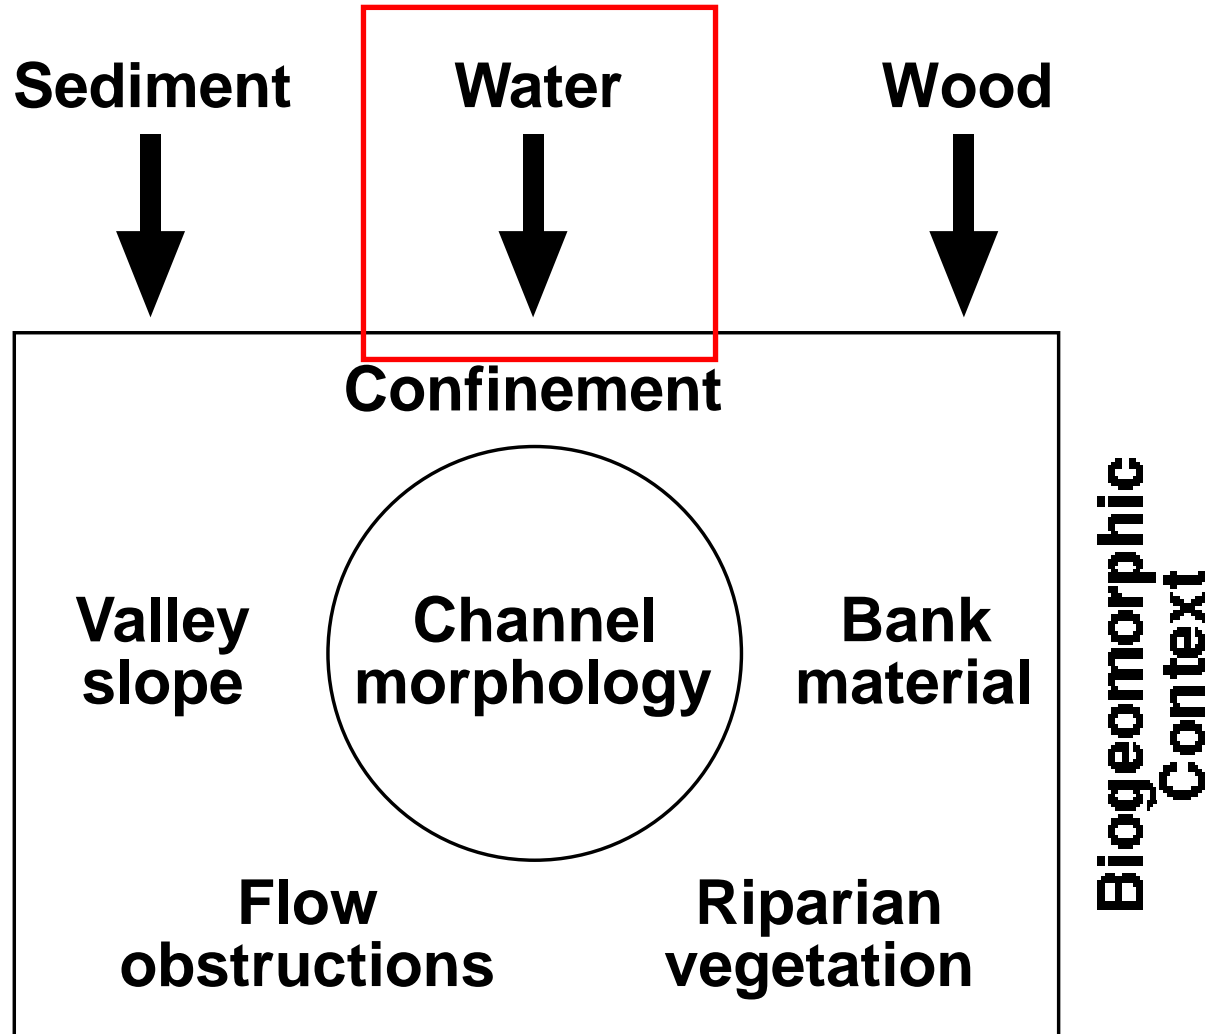 Sediment
Water
Wood
Confinement
Valley
slope
Channel
morphology
Bank
material
Flow
obstructions
Riparian
vegetation
Biogeomorphic
Context